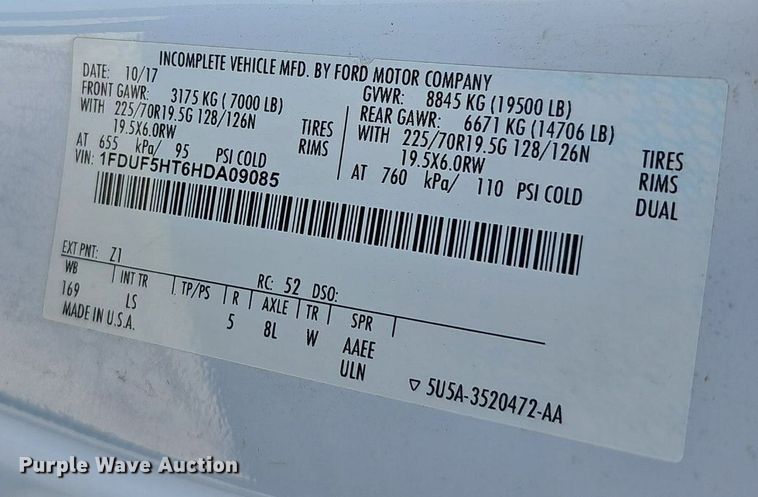 INCOMPLETE VEHICLE MFD. BY FORD MOTOR COMPANY
DATE: 10/17
FRONT GAWR: 3175 KG ( 7000 LB)
WITH 225/70R19.5G 128/126N TIRES
19.5X6.0RW RIMS
AT 655 kPa/ 95 PSI COLD
GVWR: 8845 KG (19500 LB)
REAR GAWR: 6671 KG (14706 LB)
WITH 225/70R19.5G 128/126N TIRES
19.5X6.0RW RIMS
AT 760 kPa/ 110 PSI COLD DUAL
VIN: 1FDUF5HT6HDA09085
EXT PNT: Z1 RC: 52 DSO:
WB INT TR TP/PS R AXLE TR SPR
169 LS 5 8L W AAEE
MADE IN U.S.A. ULN
▽ 5U5A-3520472-AA
Purple Wave Auction